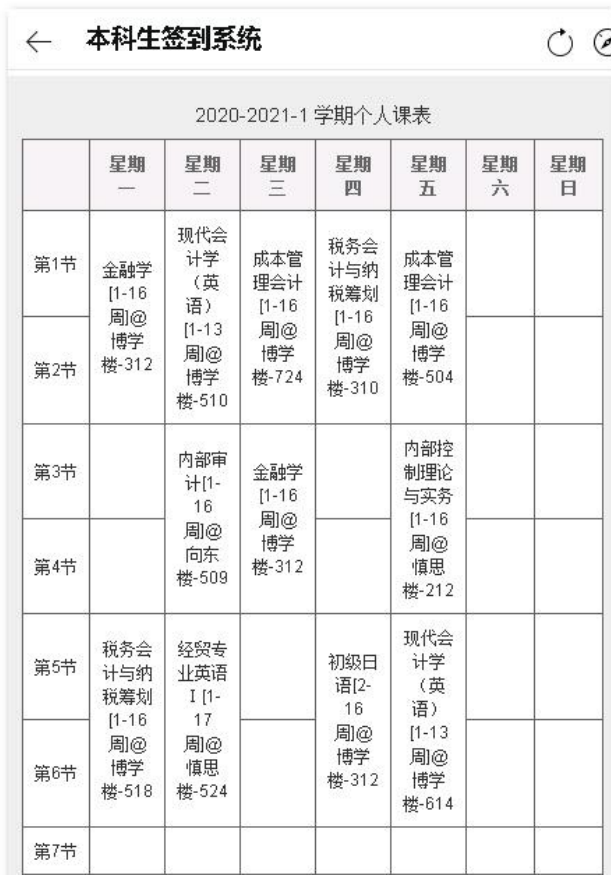 本科生签到系统
2020-2021-1 学期个人课表
星期
一
星期
二
星期
三
星期
四
星期
五
星期
六
星期
日
第1节
第2节
金融学
[1-16
周]@
博学
楼-312
现代会
计学
（英
语）
[1-13
周]@
博学
楼-510
成本管
理会计
[1-16
周]@
博学
楼-724
税务会
计与纳
税筹划
[1-16
周]@
博学
楼-310
成本管
理会计
[1-16
周]@
博学
楼-504
第3节
第4节
内部审
计[1-
16
周]@
向东
楼-509
金融学
[1-16
周]@
博学
楼-312
内部控
制理论
与实务
[1-16
周]@
慎思
楼-212
第5节
第6节
税务会
计与纳
税筹划
[1-16
周]@
博学
楼-518
经贸专
业英语
I [1-
17
周]@
慎思
楼-524
初级日
语[2-
16
周]@
博学
楼-312
现代会
计学
（英
语）
[1-13
周]@
博学
楼-614
第7节